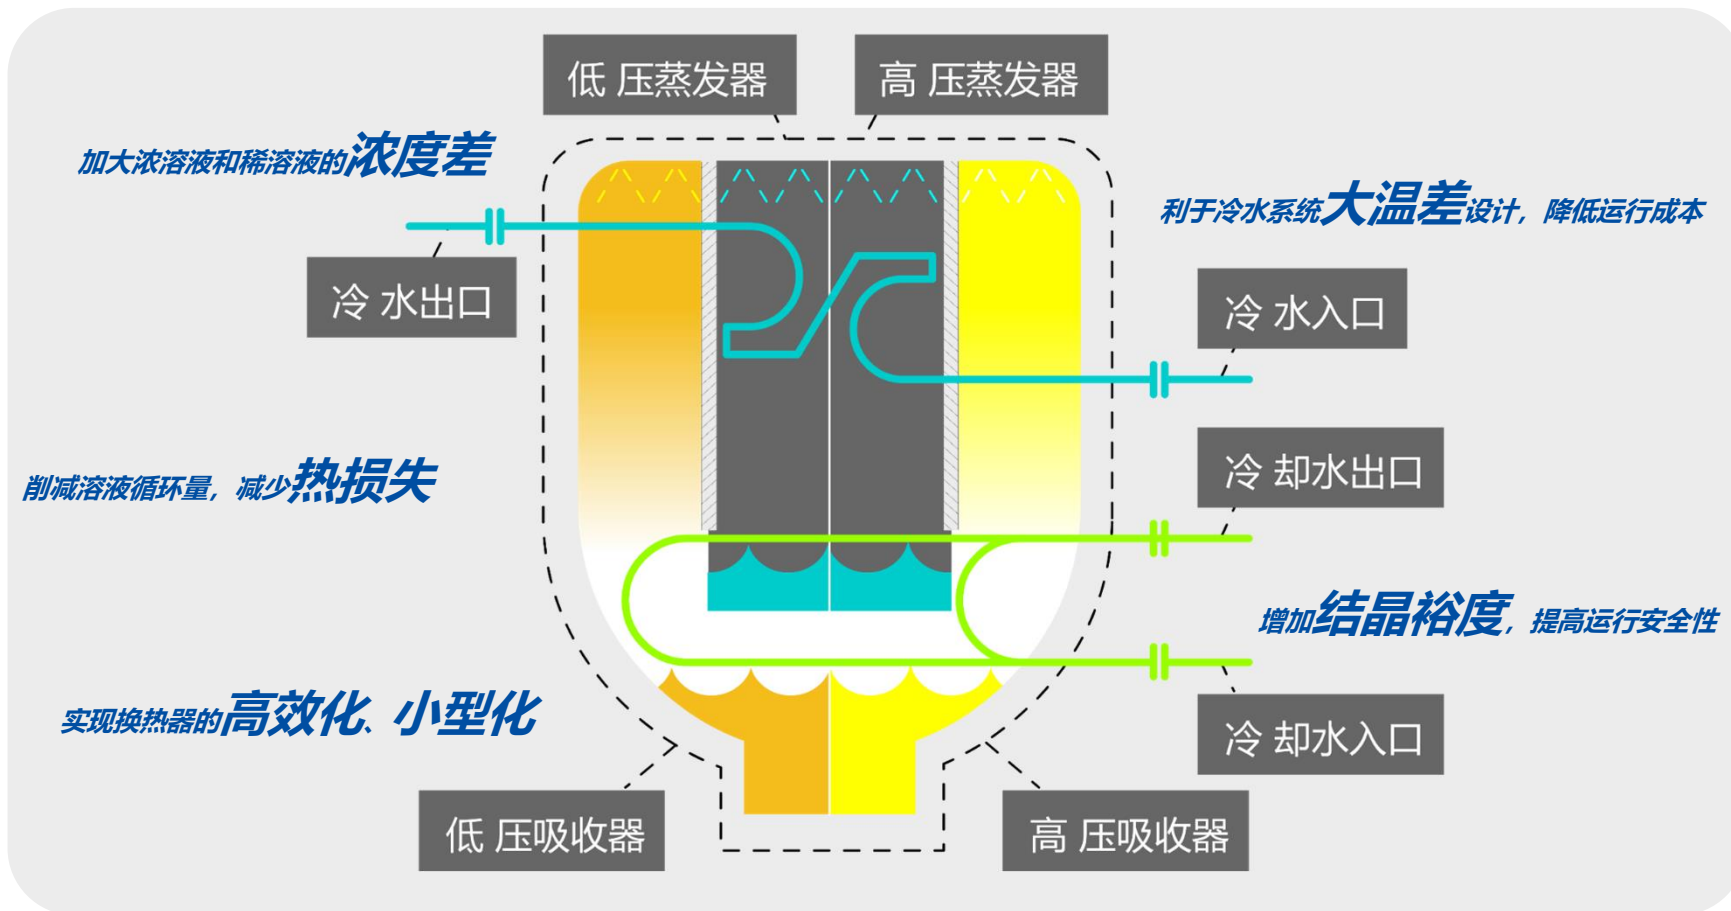 低 压蒸发器
高 压蒸发器
加大浓溶液和稀溶液的浓度差
利于冷水系统大温差设计，降低运行成本
冷 水出口
冷 水入口
冷 却水出口
削减溶液循环量，减少热损失
增加结晶裕度，提高运行安全性
实现换热器的高效化、小型化
冷 却水入口
低 压吸收器
高 压吸收器